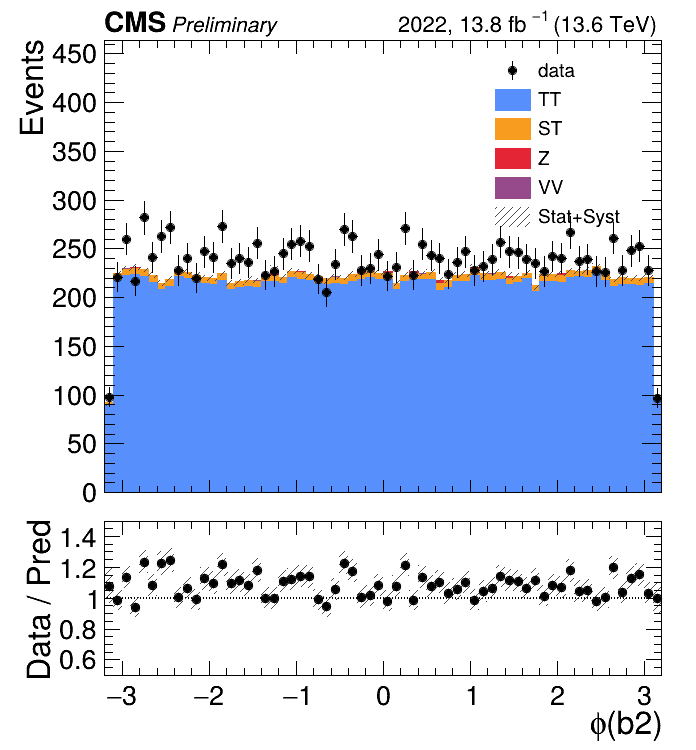 CMS Preliminary 2022, 13.8 fb⁻¹ (13.6 TeV)
Events
450
400
350
300
250
200
150
100
50
0
data
TT
ST
Z
VV
Stat+Syst
Data / Pred
1.4
1.2
1
0.8
0.6
−3 −2 −1 0 1 2 3
ϕ(b2)